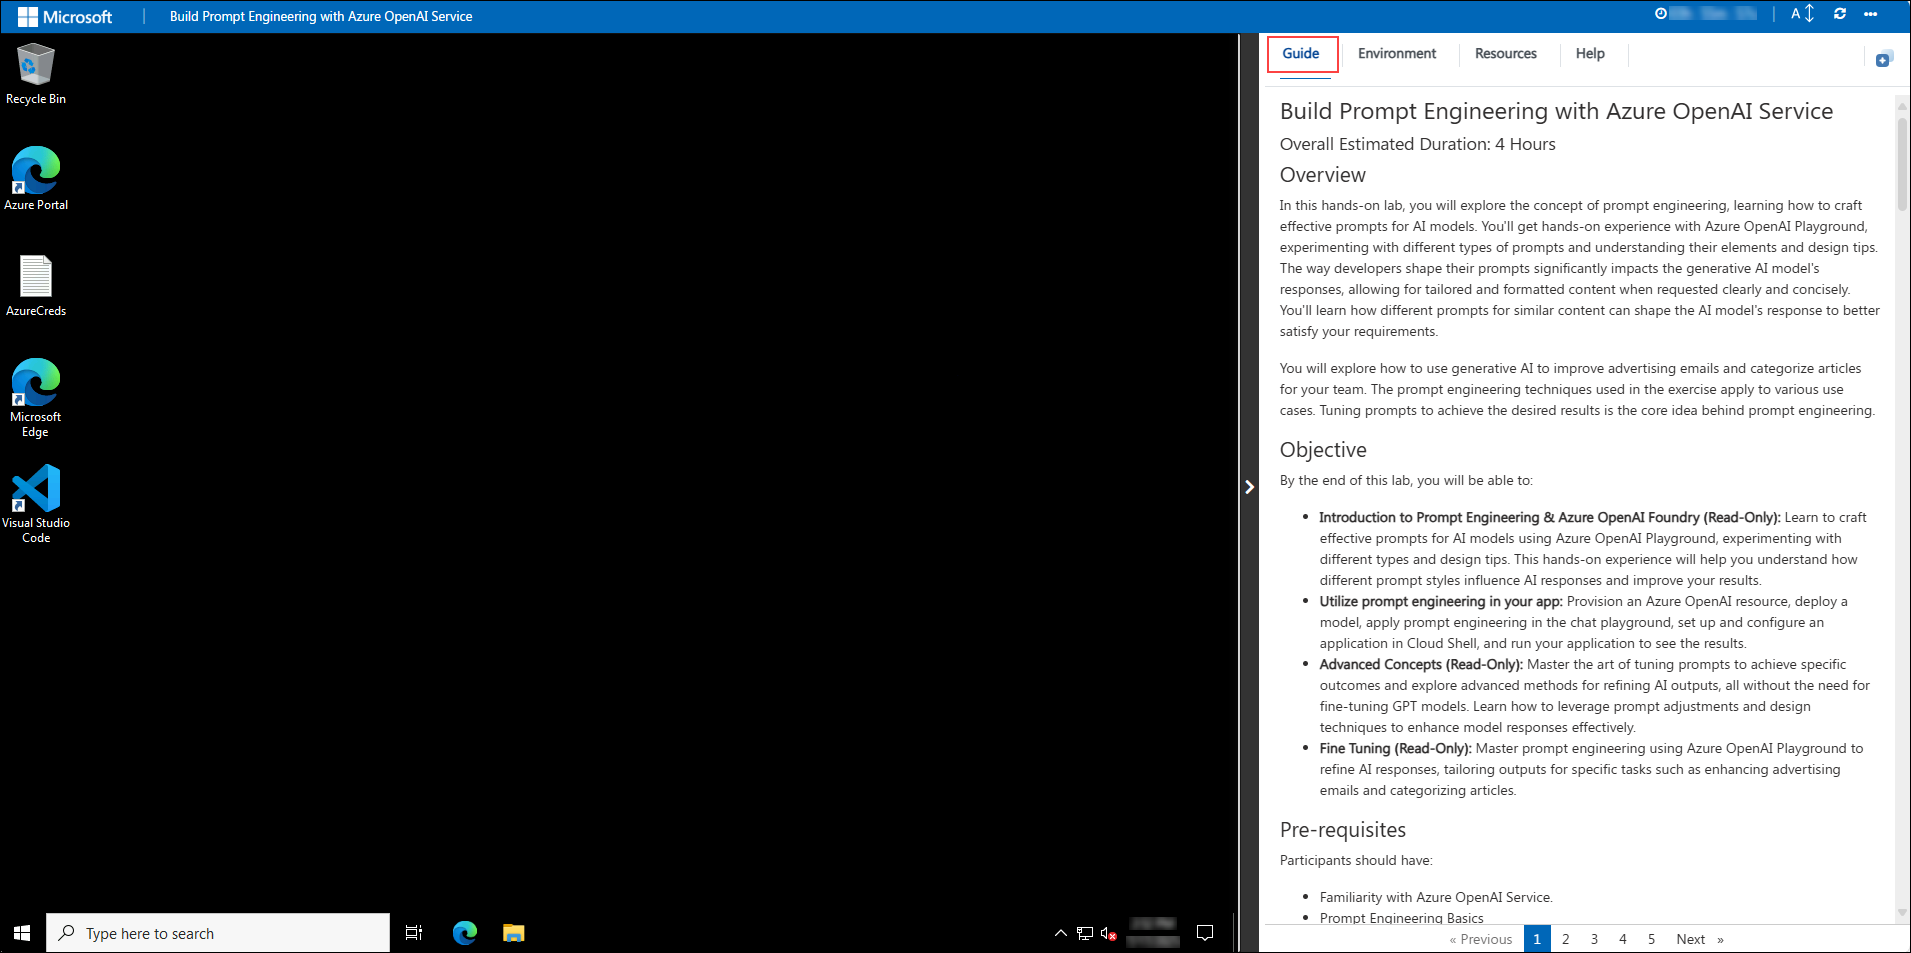 Microsoft
Build Prompt Engineering with Azure OpenAI Service
A
Recycle Bin
Azure Portal
AzureCreds
Microsoft
Edge
Visual Studio
Code
Type here to search
Guide
Environment
Resources
Help
Build Prompt Engineering with Azure OpenAI Service
Overall Estimated Duration: 4 Hours
Overview
In this hands-on lab, you will explore the concept of prompt engineering, learning how to craft
effective prompts for AI models. You'll get hands-on experience with Azure OpenAI Playground,
experimenting with different types of prompts and understanding their elements and design tips.
The way developers shape their prompts significantly impacts the generative AI model's
responses, allowing for tailored and formatted content when requested clearly and concisely.
You'll learn how different prompts for similar content can shape the AI model's response to better
satisfy your requirements.
You will explore how to use generative AI to improve advertising emails and categorize articles
for your team. The prompt engineering techniques used in the exercise apply to various use
cases. Tuning prompts to achieve the desired results is the core idea behind prompt engineering.
Objective
By the end of this lab, you will be able to:
• Introduction to Prompt Engineering & Azure OpenAI Foundry (Read-Only): Learn to craft
effective prompts for AI models using Azure OpenAI Playground, experimenting with
different types and design tips. This hands-on experience will help you understand how
different prompt styles influence AI responses and improve your results.
• Utilize prompt engineering in your app: Provision an Azure OpenAI resource, deploy a
model, apply prompt engineering in the chat playground, set up and configure an
application in Cloud Shell, and run your application to see the results.
• Advanced Concepts (Read-Only): Master the art of tuning prompts to achieve specific
outcomes and explore advanced methods for refining AI outputs, all without the need for
fine-tuning GPT models. Learn how to leverage prompt adjustments and design
techniques to enhance model responses effectively.
• Fine Tuning (Read-Only): Master prompt engineering using Azure OpenAI Playground to
refine AI responses, tailoring outputs for specific tasks such as enhancing advertising
emails and categorizing articles.
Pre-requisites
Participants should have:
• Familiarity with Azure OpenAI Service.
• Prompt Engineering Basics
« Previous 1 2 3 4 5 Next »